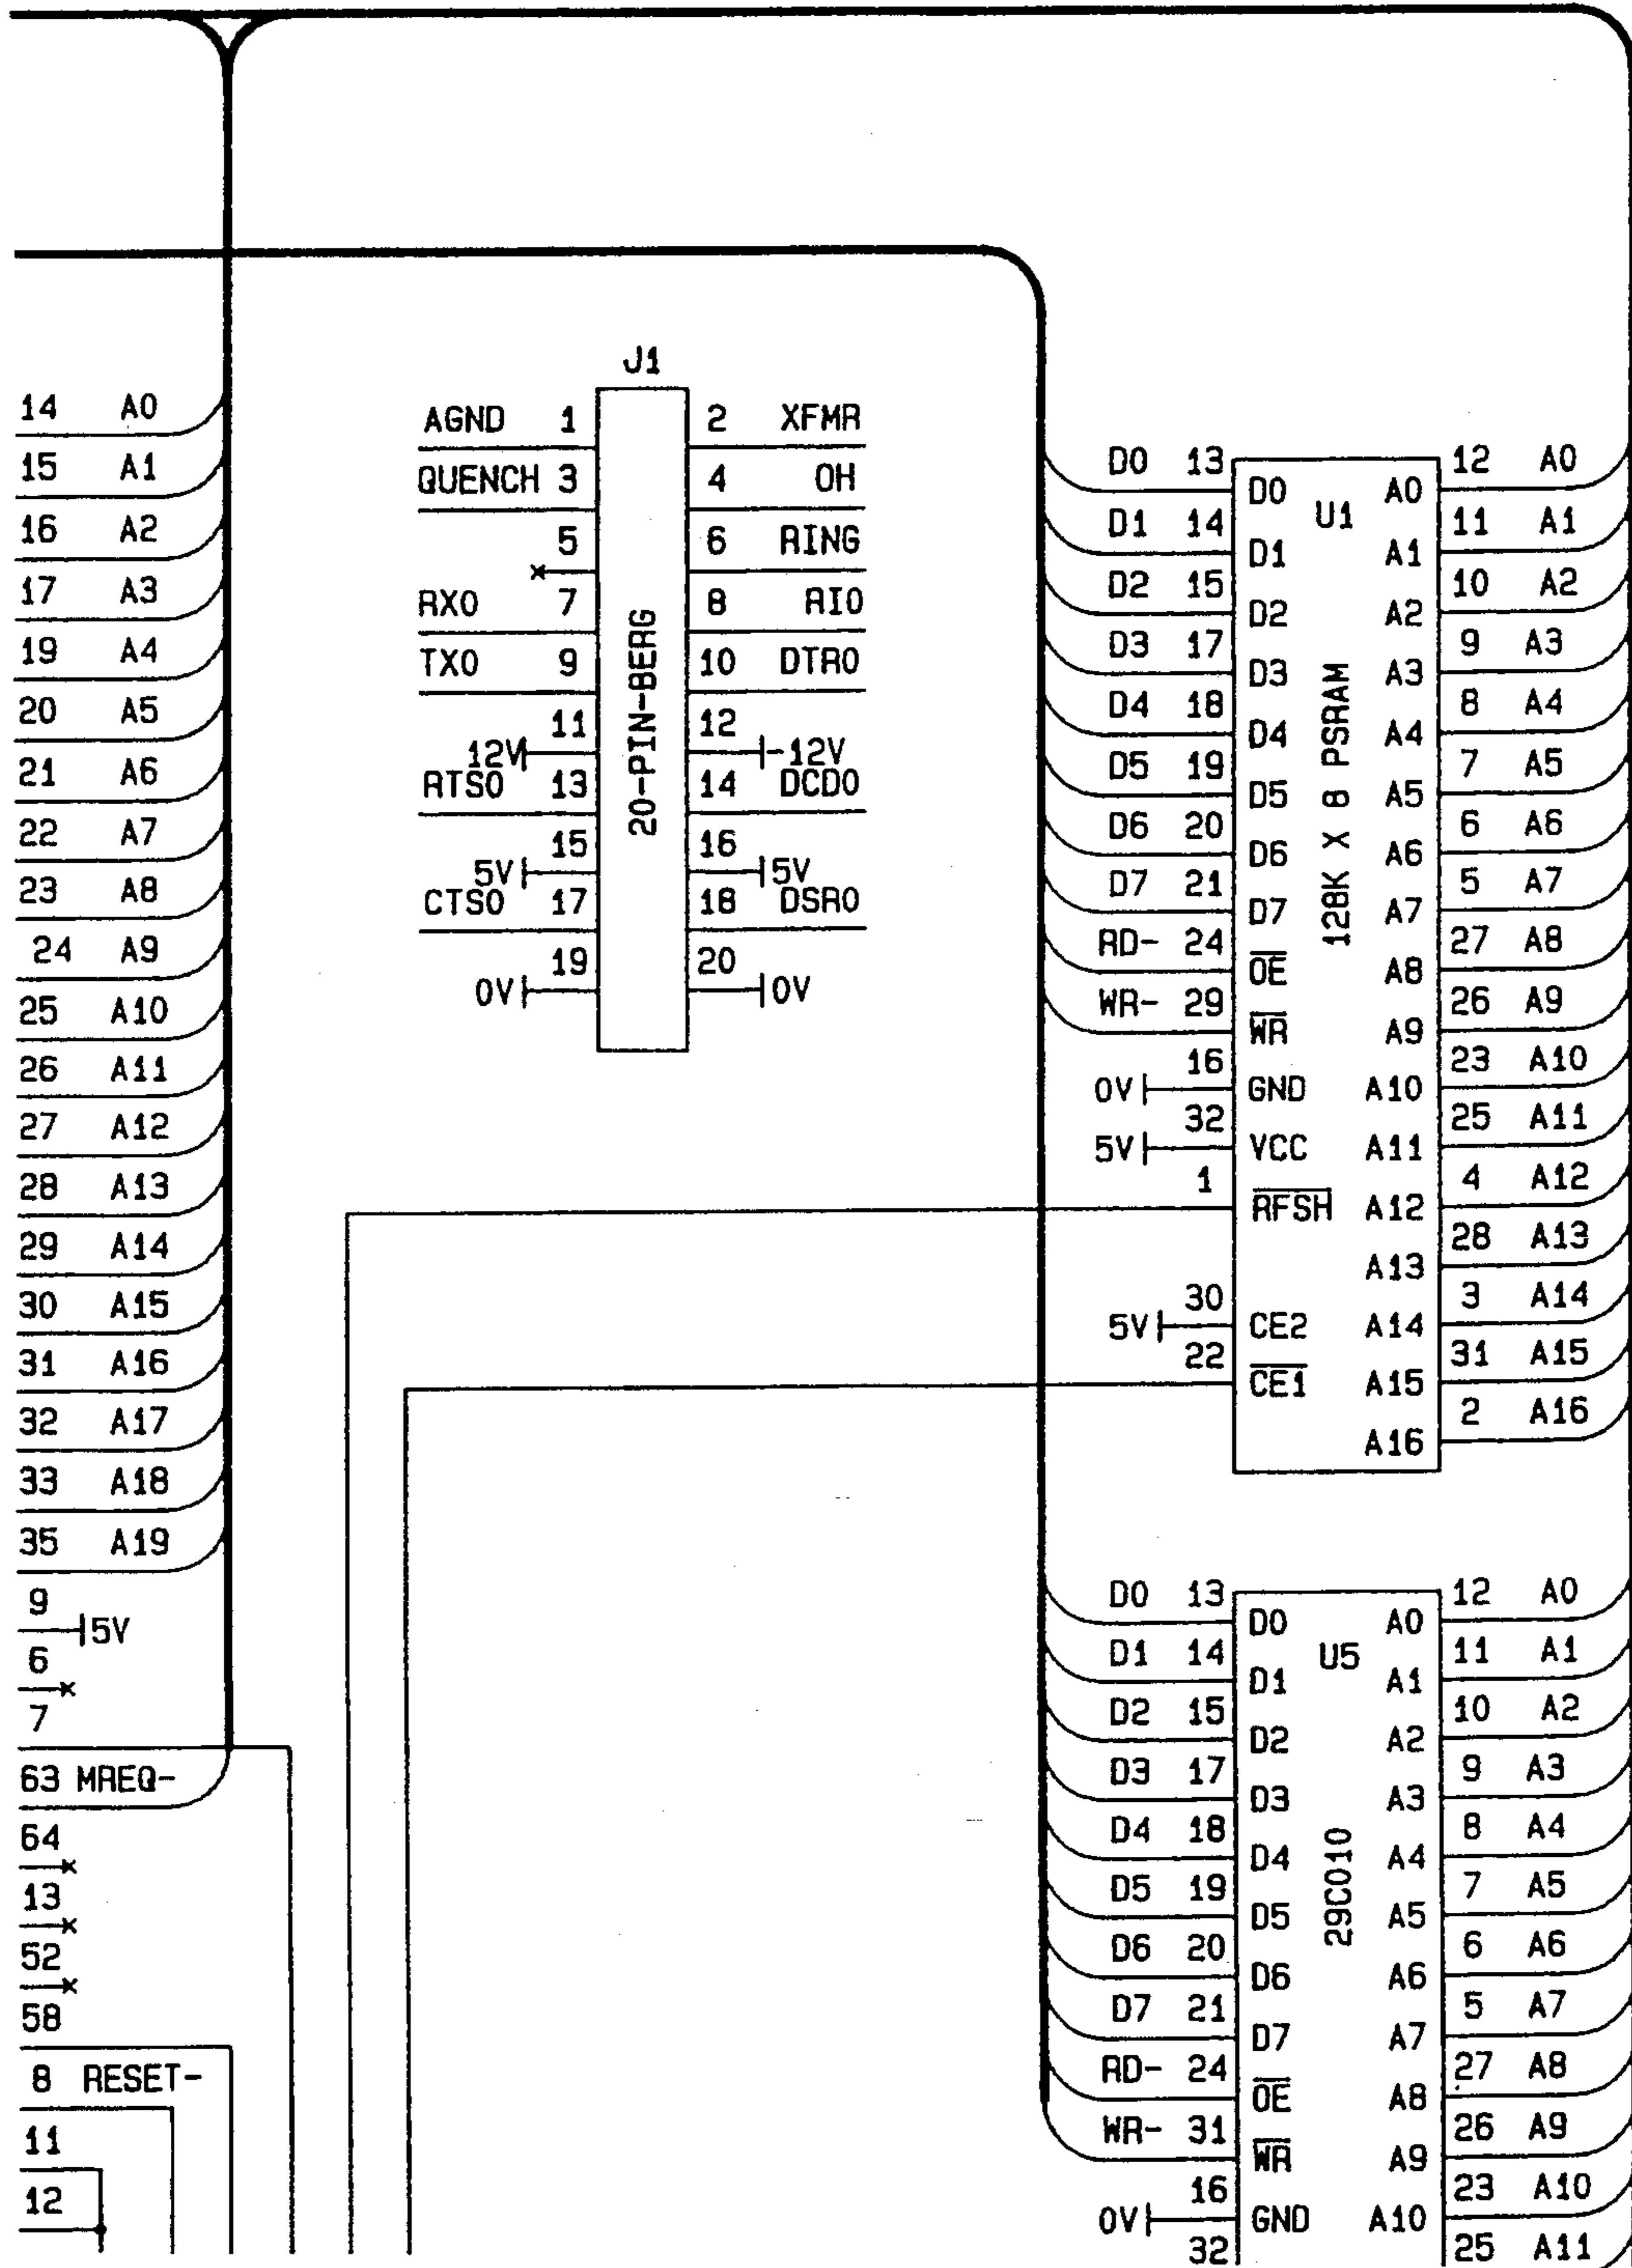 14 A0
15 A1
16 A2
17 A3
19 A4
20 A5
21 A6
22 A7
23 A8
24 A9
25 A10
26 A11
27 A12
28 A13
29 A14
30 A15
31 A16
32 A17
33 A18
35 A19
9
5V
6
7
63 MREQ-
64
13
52
58
8 RESET-
11
12
J1
AGND 1 2 XFMR
QUENCH 3 4 OH
5 6 RING
RX0 7 8 RI0
TX0 9 10 DTR0
11 12
12V -12V
RTS0 13 14 DCD0
15 16
5V 5V
CTS0 17 18 DSR0
19 20
0V 0V
20-PIN-BERG
U1
128K X 8 PSRAM
D0 13 12 A0
D0 A0
D1 14 11 A1
D1 A1
D2 15 10 A2
D2 A2
D3 17 9 A3
D3 A3
D4 18 8 A4
D4 A4
D5 19 7 A5
D5 A5
D6 20 6 A6
D6 A6
D7 21 5 A7
D7 A7
RD- 24 27 A8
OE A8
WR- 29 26 A9
WR A9
16 23 A10
0V GND A10
32 25 A11
5V VCC A11
1 4 A12
RFSH A12
28 A13
A13
30 3 A14
5V CE2 A14
22 31 A15
CE1 A15
2 A16
A16
U5
29C010
D0 13 12 A0
D0 A0
D1 14 11 A1
D1 A1
D2 15 10 A2
D2 A2
D3 17 9 A3
D3 A3
D4 18 8 A4
D4 A4
D5 19 7 A5
D5 A5
D6 20 6 A6
D6 A6
D7 21 5 A7
D7 A7
RD- 24 27 A8
OE A8
WR- 31 26 A9
WR A9
16 23 A10
0V GND A10
32 25 A11